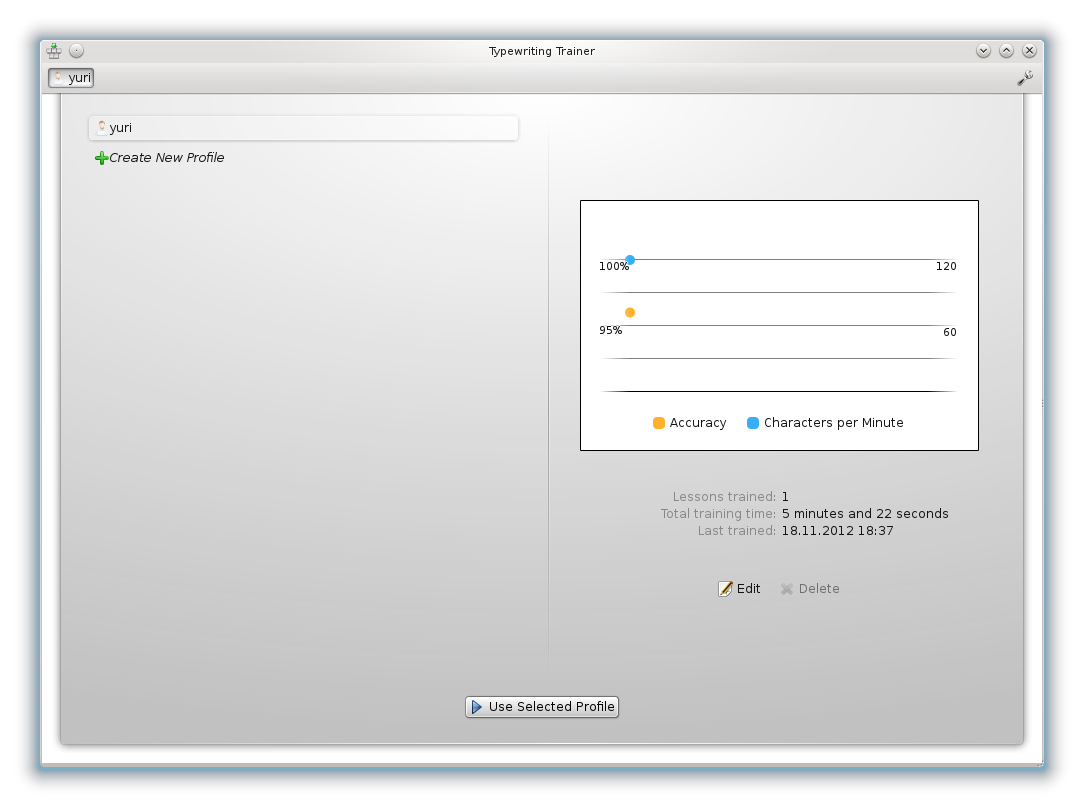 Typewriting Trainer
yuri
yuri
Create New Profile
100% 120
95% 60
Accuracy Characters per Minute
Lessons trained: 1
Total training time: 5 minutes and 22 seconds
Last trained: 18.11.2012 18:37
Edit Delete
Use Selected Profile